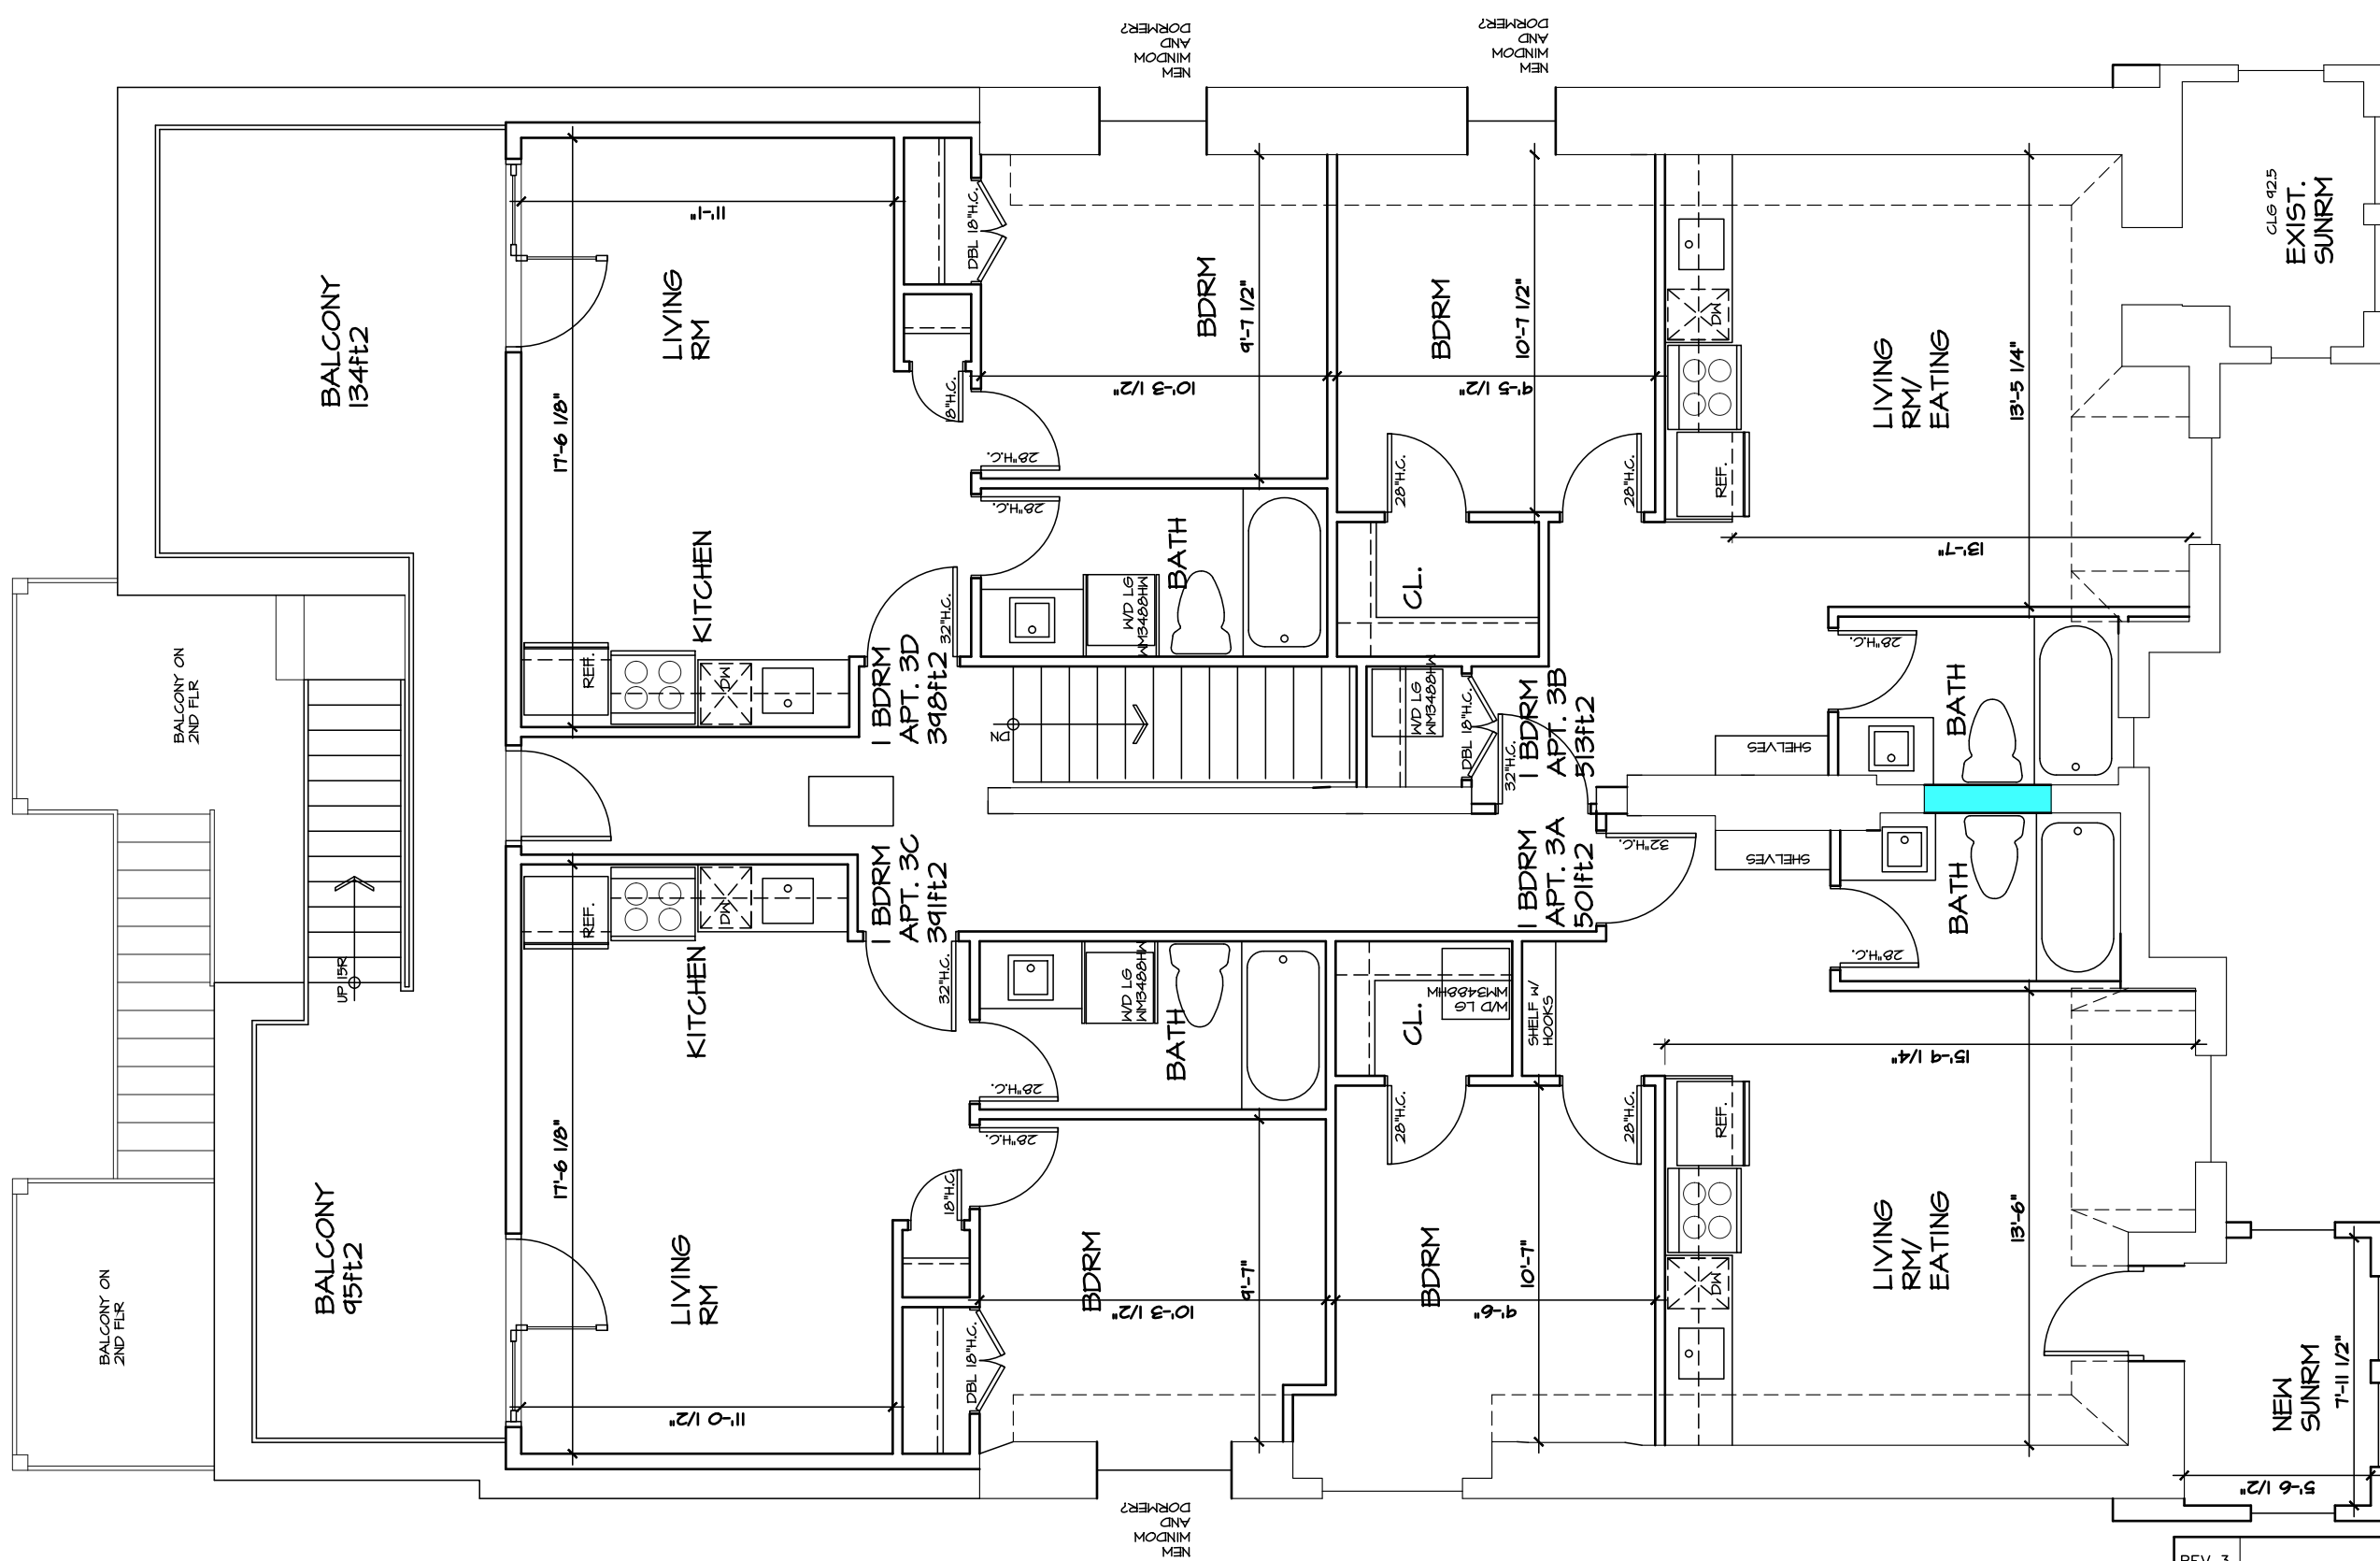 NEW
WINDOW
AND
DORMER?
NEW
WINDOW
AND
DORMER?
BALCONY
134ft2
LIVING
RM
11'-1"
17'-6 1/8"
DBL 18"H.C.
18"H.C.
BDRM
9'-7 1/2"
10'-3 1/2"
28"H.C.
28"H.C.
BDRM
10'-7 1/2"
9'-5 1/2"
28"H.C.
28"H.C.
DW
REF.
LIVING
RM/
EATING
13'-5 1/4"
13'-7"
CLG 92.5
EXIST.
SUNRM
BALCONY ON
2ND FLR
KITCHEN
REF.
DW
32"H.C.
BATH
W/D LG
WM3488HW
CL.
1 BDRM
APT. 3D
398ft2
DN
W/D LG
WM3488HW
DBL 18"H.C.
32"H.C.
1 BDRM
APT. 3B
513ft2
SHELVES
28"H.C.
BATH
UP 15R
1 BDRM
APT. 3C
391ft2
1 BDRM
APT. 3A
501ft2
32"H.C.
SHELVES
BATH
28"H.C.
REF.
DW
KITCHEN
32"H.C.
W/D LG
WM3488HW
BATH
28"H.C.
28"H.C.
CL.
W/D LG
WM3488HW
SHELF W/
HOOKS
28"H.C.
28"H.C.
15'-9 1/4"
BALCONY ON
2ND FLR
BALCONY
95ft2
17'-6 1/8"
LIVING
RM
11'-0 1/2"
18"H.C.
DBL 18"H.C.
BDRM
10'-3 1/2"
9'-7"
BDRM
9'-6"
10'-7"
REF.
DW
LIVING
RM/
EATING
13'-6"
NEW
SUNRM
7'-11 1/2"
5'-6 1/2"
NEW
WINDOW
AND
DORMER?
REV. 3